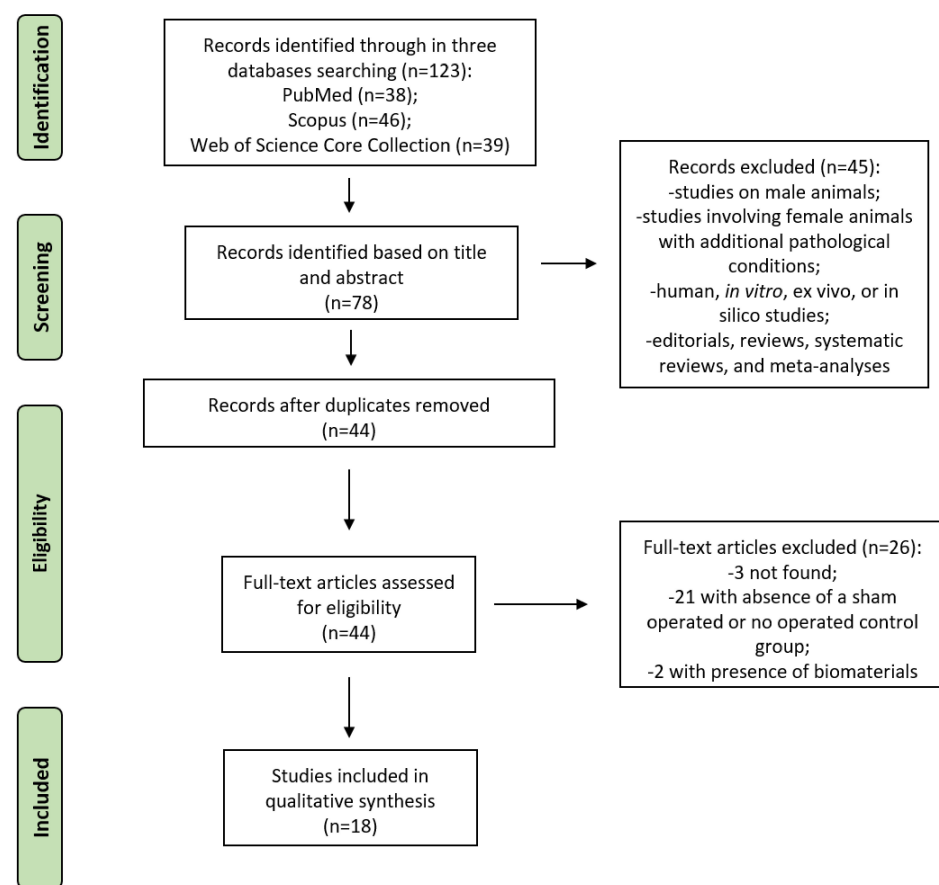 Identification
Records identified through in three
databases searching (n=123):
PubMed (n=38);
Scopus (n=46);
Web of Science Core Collection (n=39)
Screening
Records identified based on title
and abstract
(n=78)
Records excluded (n=45):
-studies on male animals;
-studies involving female animals
with additional pathological
conditions;
-human, in vitro, ex vivo, or in
silico studies;
-editorials, reviews, systematic
reviews, and meta-analyses
Records after duplicates removed
(n=44)
Eligibility
Full-text articles assessed
for eligibility
(n=44)
Full-text articles excluded (n=26):
-3 not found;
-21 with absence of a sham
operated or no operated control
group;
-2 with presence of biomaterials
Included
Studies included in
qualitative synthesis
(n=18)